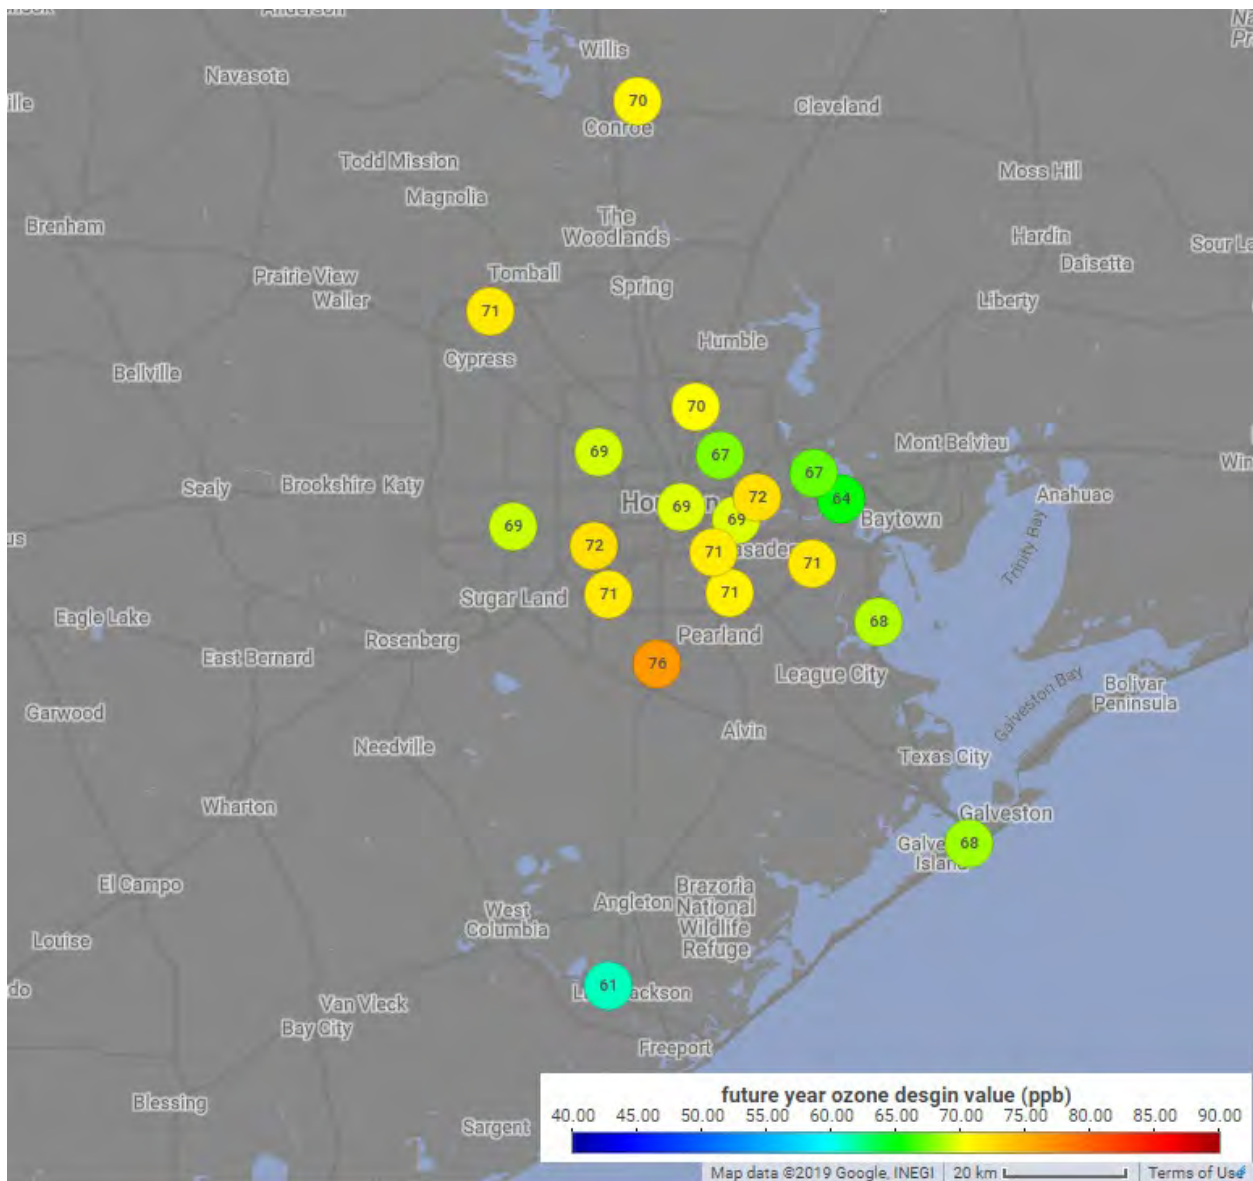 Willis
Navasota
70
Cleveland
Conroe
Todd Mission
Moss Hill
Magnolia
The
Woodlands
Brenham
Hardin
Sour La
Daisetta
Prairie View
Tomball
Waller
Spring
Liberty
71
Humble
Cypress
Bellville
70
69
67
Mont Belvieu
67
Sealy
Brookshire
Katy
72
64
Anahuac
69
69
Baytown
69
72
71
71
Trinity Bay
Sugar Land
71
71
Eagle Lake
68
Rosenberg
Pearland
East Bernard
76
League City
Bolivar
Peninsula
Galveston Bay
Garwood
Alvin
Needville
Texas City
Wharton
Galveston
68
Island
El Campo
Brazoria
National
Wildlife
Refuge
Angleton
West
Columbia
Louise
61
ackson
Van Vleck
Bay City
Freeport
Blessing
Sargent
future year ozone desgin value (ppb)
40.00 45.00 50.00 55.00 60.00 65.00 70.00 75.00 80.00 85.00 90.00
Map data ©2019 Google, INEGI
20 km
Terms of Use